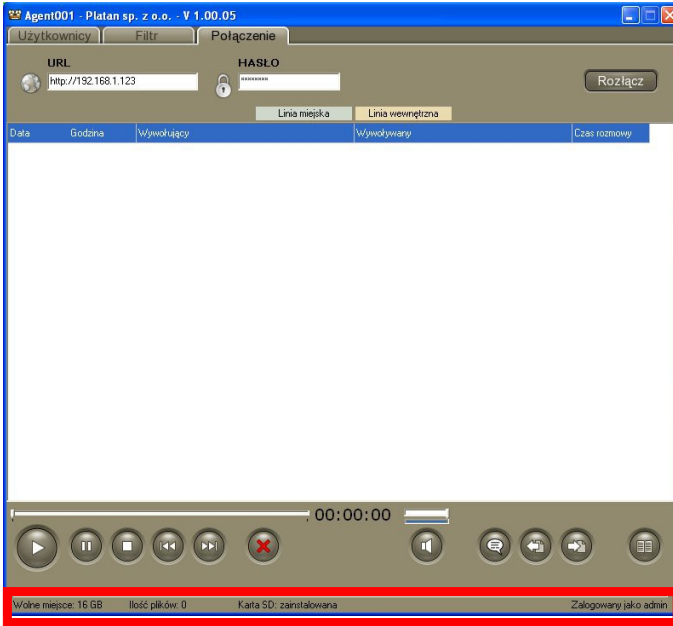 Agent001 - Platan sp. z o.o. - V 1.00.05
Użytkownicy Filtr Połączenie
URL HASŁO
http://192.168.1.123 ********
Rozłącz
Linia miejska Linia wewnętrzna
Data Godzina Wywołujący Wywoływany Czas rozmowy
00:00:00
Wolne miejsce: 16 GB Ilość plików: 0 Karta SD: zainstalowana Zalogowany jako admin